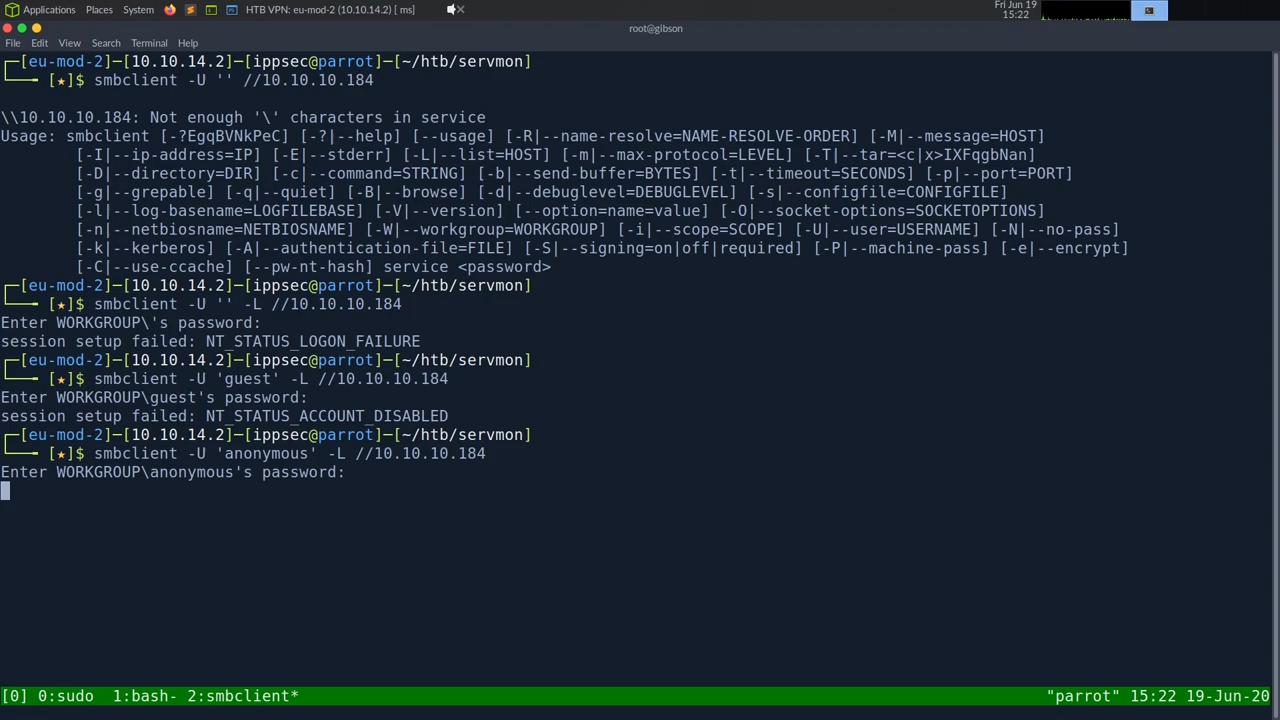 Applications Places System HTB VPN: eu-mod-2 (10.10.14.2) [ ms] Fri Jun 19 15:22
root@gibson
File Edit View Search Terminal Help
┌─[eu-mod-2]─[10.10.14.2]─[ippsec@parrot]─[~/htb/servmon]
└──╼ [★]$ smbclient -U '' //10.10.10.184
\\10.10.10.184: Not enough '\' characters in service
Usage: smbclient [-?EgqBVNkPeC] [-?|--help] [--usage] [-R|--name-resolve=NAME-RESOLVE-ORDER] [-M|--message=HOST]
[-I|--ip-address=IP] [-E|--stderr] [-L|--list=HOST] [-m|--max-protocol=LEVEL] [-T|--tar=<c|x>IXFqgbNan]
[-D|--directory=DIR] [-c|--command=STRING] [-b|--send-buffer=BYTES] [-t|--timeout=SECONDS] [-p|--port=PORT]
[-g|--grepable] [-q|--quiet] [-B|--browse] [-d|--debuglevel=DEBUGLEVEL] [-s|--configfile=CONFIGFILE]
[-l|--log-basename=LOGFILEBASE] [-V|--version] [--option=name=value] [-O|--socket-options=SOCKETOPTIONS]
[-n|--netbiosname=NETBIOSNAME] [-W|--workgroup=WORKGROUP] [-i|--scope=SCOPE] [-U|--user=USERNAME] [-N|--no-pass]
[-k|--kerberos] [-A|--authentication-file=FILE] [-S|--signing=on|off|required] [-P|--machine-pass] [-e|--encrypt]
[-C|--use-ccache] [--pw-nt-hash] service <password>
┌─[eu-mod-2]─[10.10.14.2]─[ippsec@parrot]─[~/htb/servmon]
└──╼ [★]$ smbclient -U '' -L //10.10.10.184
Enter WORKGROUP\'s password:
session setup failed: NT_STATUS_LOGON_FAILURE
┌─[eu-mod-2]─[10.10.14.2]─[ippsec@parrot]─[~/htb/servmon]
└──╼ [★]$ smbclient -U 'guest' -L //10.10.10.184
Enter WORKGROUP\guest's password:
session setup failed: NT_STATUS_ACCOUNT_DISABLED
┌─[eu-mod-2]─[10.10.14.2]─[ippsec@parrot]─[~/htb/servmon]
└──╼ [★]$ smbclient -U 'anonymous' -L //10.10.10.184
Enter WORKGROUP\anonymous's password:
[0] 0:sudo 1:bash- 2:smbclient* "parrot" 15:22 19-Jun-20